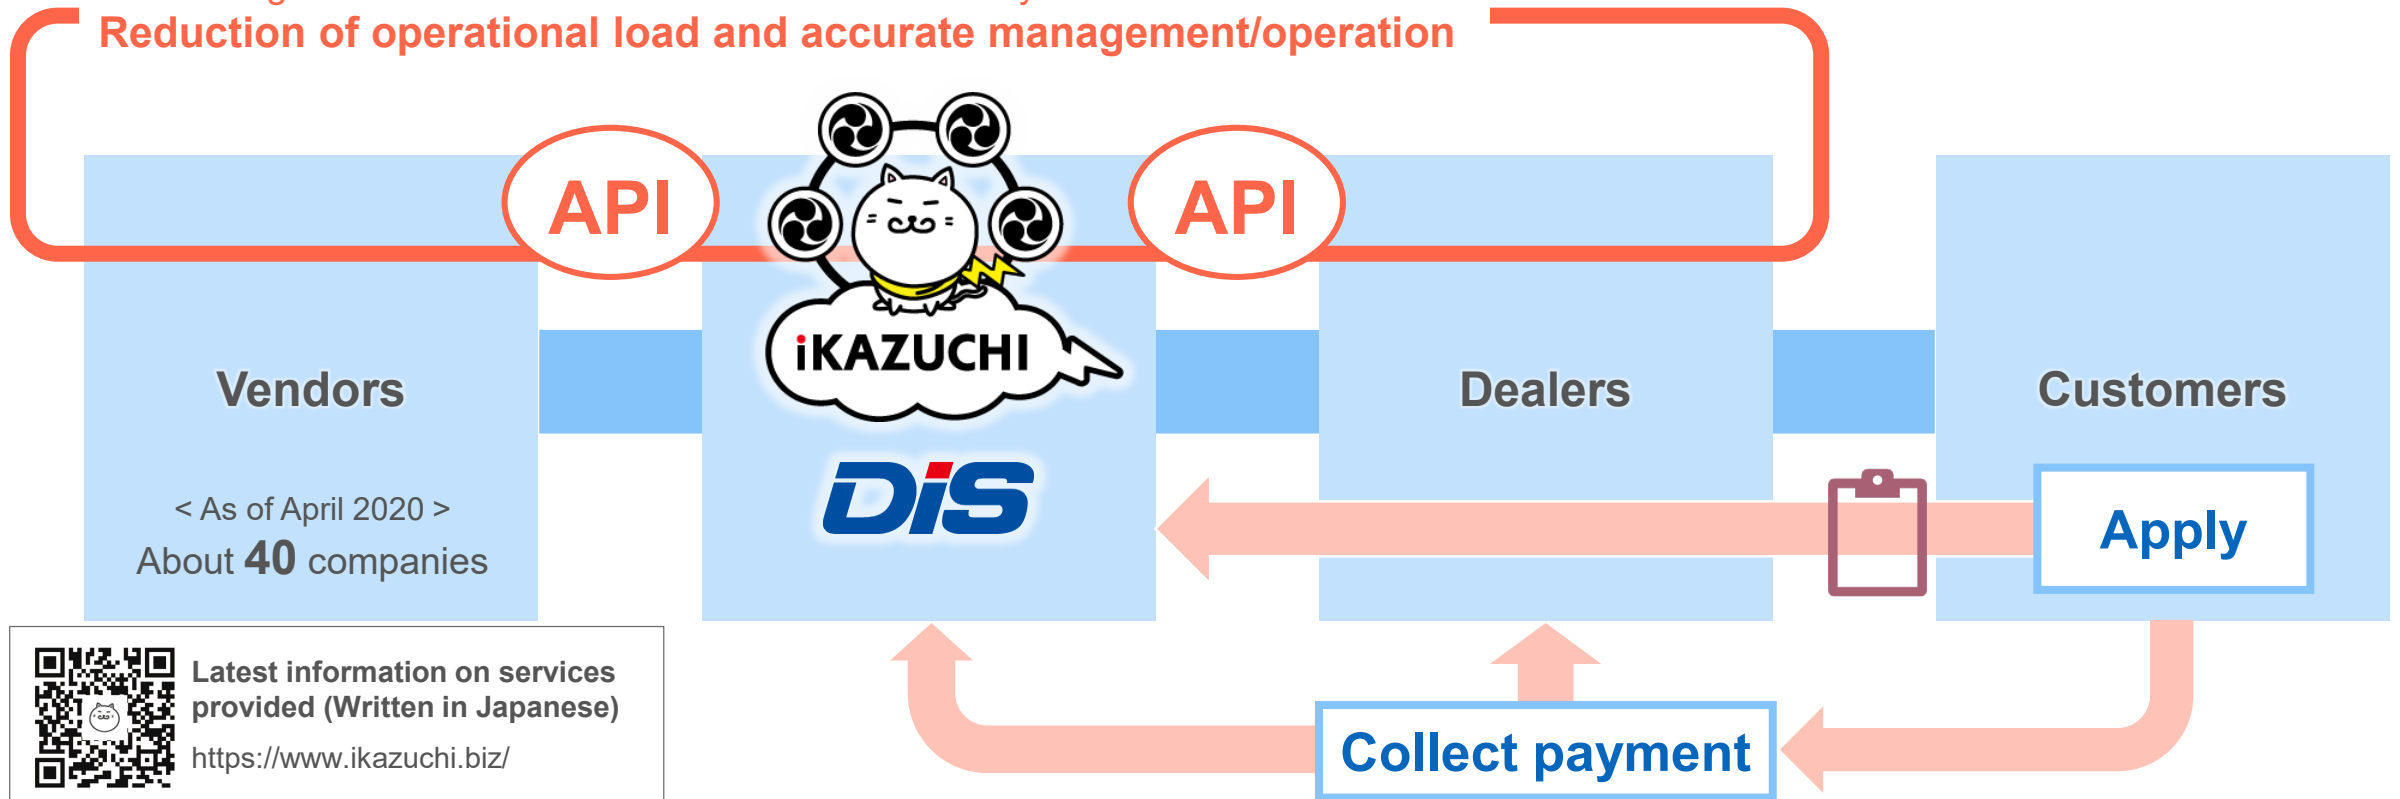 Reduction of operational load and accurate management/operation
API
API
iKAZUCHI
Vendors
Dealers
Customers
DiS
< As of April 2020 >
About 40 companies
Apply
Latest information on services
provided (Written in Japanese)
https://www.ikazuchi.biz/
Collect payment